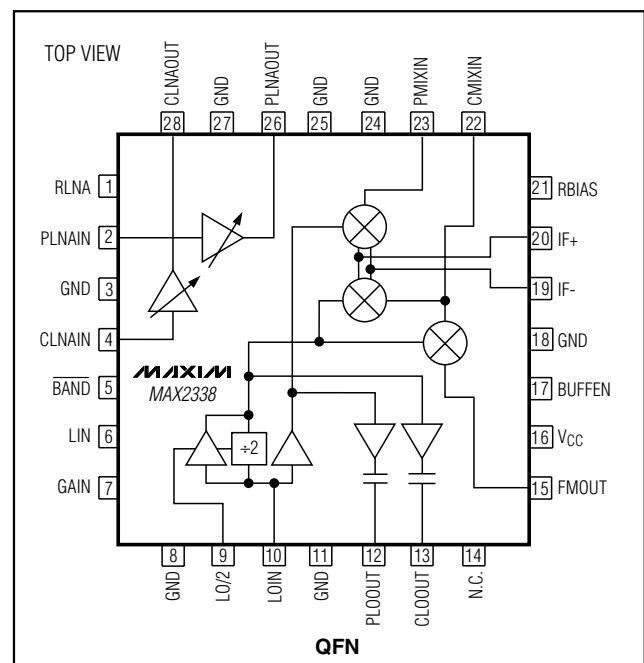 TOP VIEW
CLNAOUT
GND
PLNAOUT
GND
GND
PMIXIN
CMIXIN
28
27
26
25
24
23
22
RLNA 1
PLNAIN 2
GND 3
CLNAIN 4
BAND 5
LIN 6
GAIN 7
21 RBIAS
20 IF+
19 IF-
18 GND
17 BUFFEN
16 VCC
15 FMOUT
MAXIM
MAX2338
÷2
8
9
10
11
12
13
14
GND
LO/2
LOIN
GND
PLOOUT
CLOOUT
N.C.
QFN